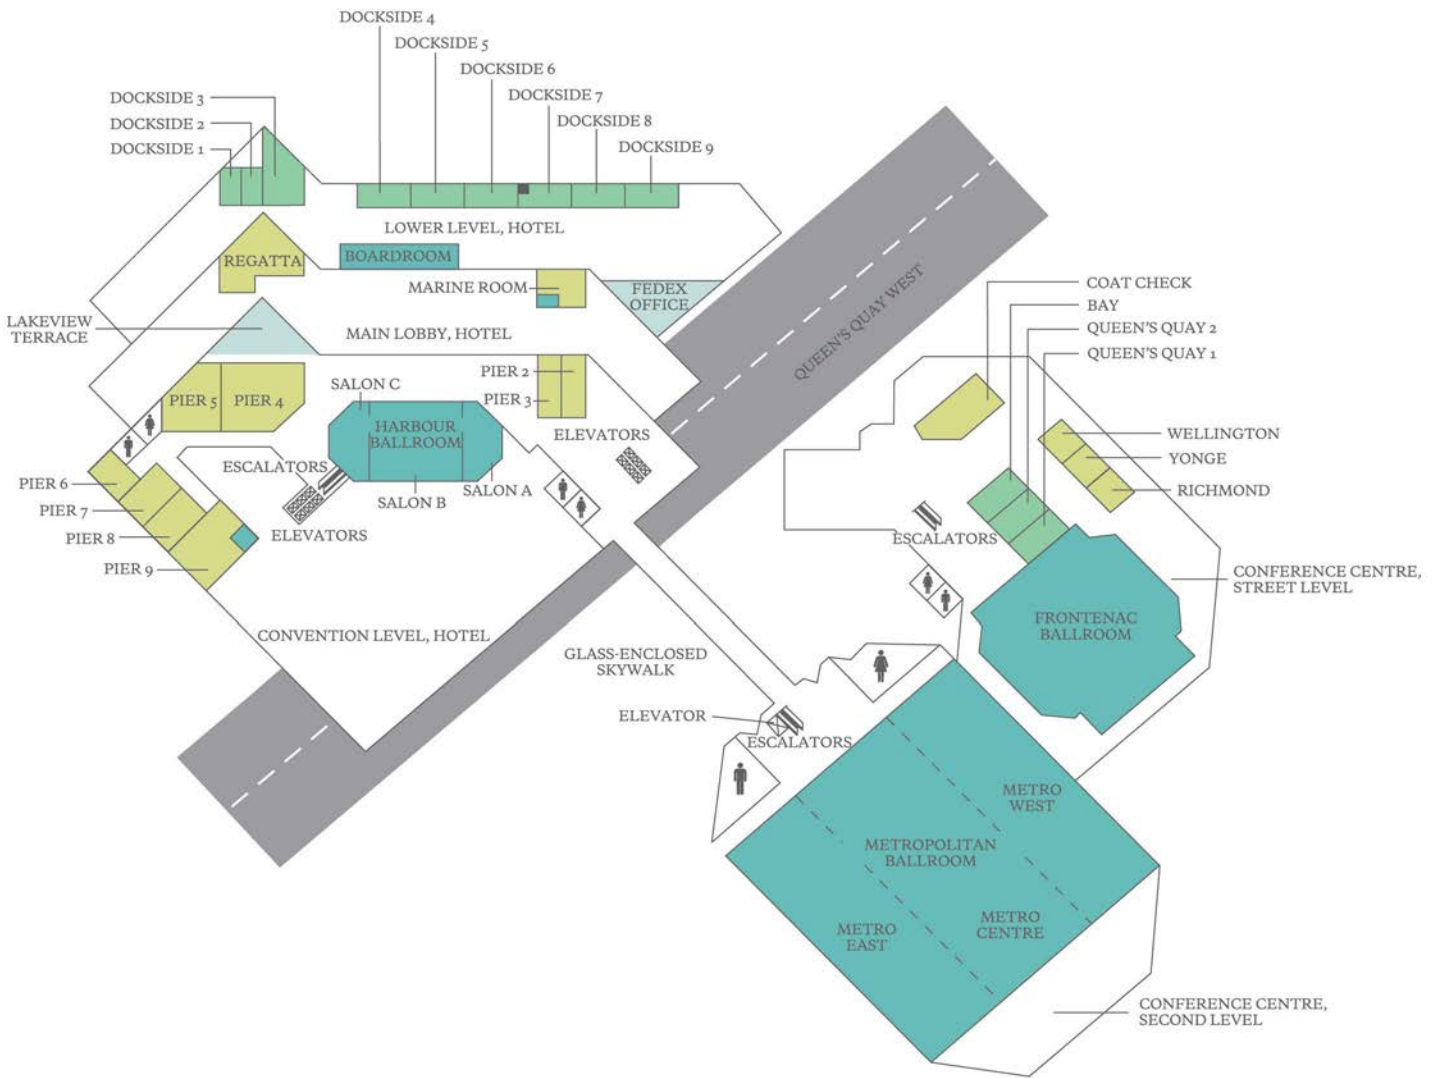 DOCKSIDE 4
DOCKSIDE 5
DOCKSIDE 6
DOCKSIDE 7
DOCKSIDE 8
DOCKSIDE 9
DOCKSIDE 3
DOCKSIDE 2
DOCKSIDE 1
LOWER LEVEL, HOTEL
REGATTA
BOARDROOM
MARINE ROOM
FEDEX
OFFICE
LAKEVIEW
TERRACE
MAIN LOBBY, HOTEL
QUEEN'S QUAY WEST
COAT CHECK
BAY
QUEEN'S QUAY 2
QUEEN'S QUAY 1
PIER 5
PIER 4
SALON C
PIER 2
PIER 3
HARBOUR
BALLROOM
ELEVATORS
ESCALATORS
SALON A
SALON B
ELEVATORS
PIER 6
PIER 7
PIER 8
PIER 9
WELLINGTON
YONGE
RICHMOND
ESCALATORS
CONFERENCE CENTRE,
STREET LEVEL
FRONTENAC
BALLROOM
CONVENTION LEVEL, HOTEL
GLASS-ENCLOSED
SKYWALK
ELEVATOR
ESCALATORS
METRO
WEST
METROPOLITAN
BALLROOM
METRO
CENTRE
METRO
EAST
CONFERENCE CENTRE,
SECOND LEVEL